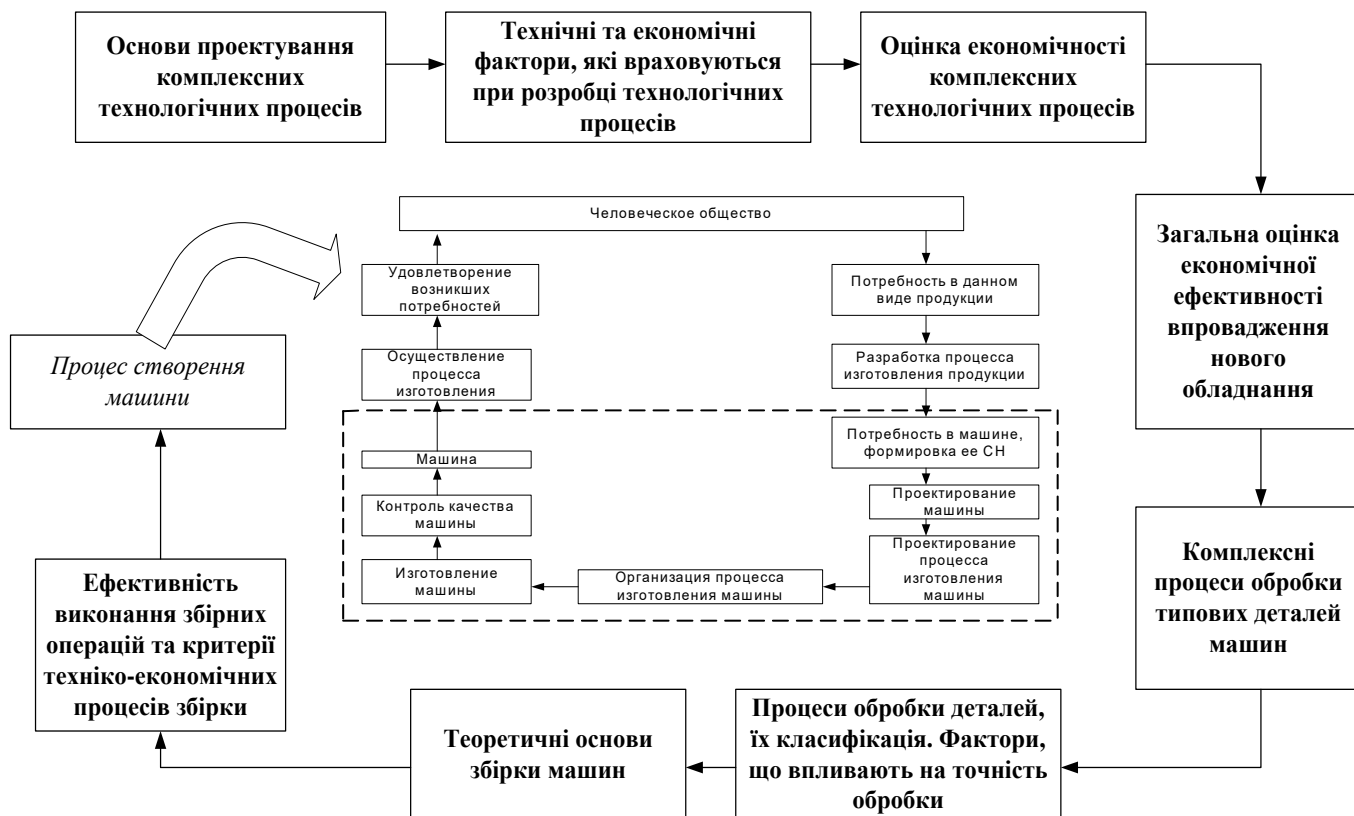 Основи проектування
комплексних
технологічних процесів
Технічні та економічні
фактори, які враховуються
при розробці технологічних
процесів
Оцінка економічності
комплексних
технологічних процесів
Загальна оцінка
економічної
ефективності
впровадження
нового
обладнання
Комплексні
процеси обробки
типових деталей
машин
Процеси обробки деталей,
їх класифікація. Фактори,
що впливають на точність
обробки
Теоретичні основи
збірки машин
Ефективність
виконання збірних
операцій та критерії
техніко-економічних
процесів збірки
Процес створення
машини
Человеческое общество
Потребность в данном
виде продукции
Разработка процесса
изготовления продукции
Потребность в машине,
формировка ее СН
Проектирование
машины
Проектирование
процесса
изготовления
машины
Организация процесса
изготовления машины
Изготовление
машины
Контроль качества
машины
Машина
Осуществление
процесса
изготовления
Удовлетворение
возникших
потребностей